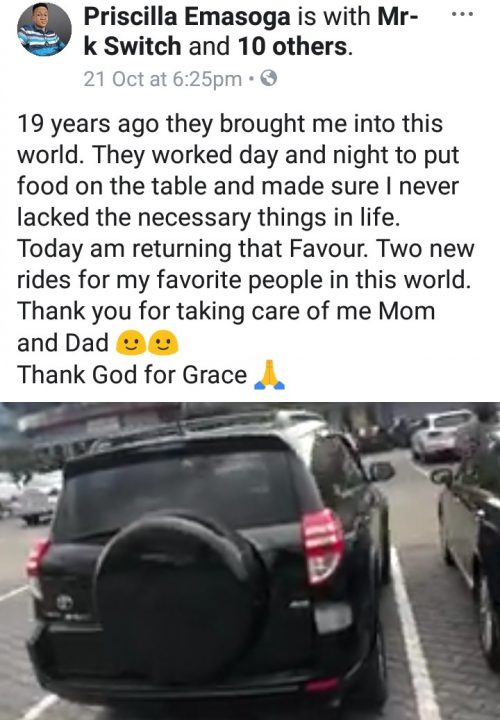 Priscilla Emasoga is with Mr-
k Switch and 10 others.
21 Oct at 6:25pm •
19 years ago they brought me into this
world. They worked day and night to put
food on the table and made sure I never
lacked the necessary things in life.
Today am returning that Favour. Two new
rides for my favorite people in this world.
Thank you for taking care of me Mom
and Dad 🙂🙂
Thank God for Grace 🙏